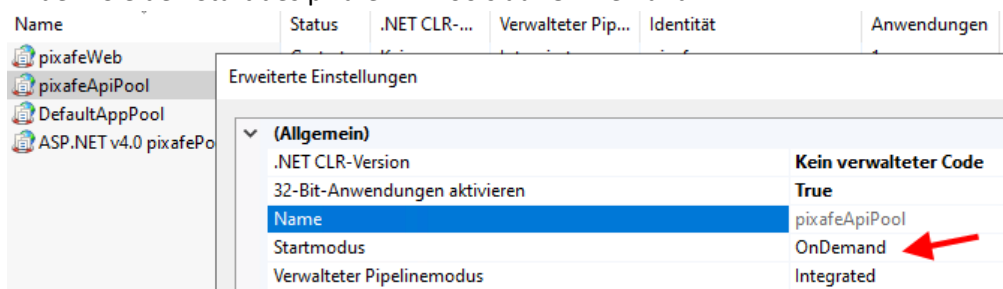 Name Status .NET CLR-... Verwalteter Pip... Identität Anwendungen
pixafeWeb
pixafeApiPool
Erweiterte Einstellungen
DefaultAppPool
ASP.NET v4.0 pixafePo
(Allgemein)
.NET CLR-Version Kein verwalteter Code
32-Bit-Anwendungen aktivieren True
Name pixafeApiPool
Startmodus OnDemand
Verwalteter Pipelinemodus Integrated